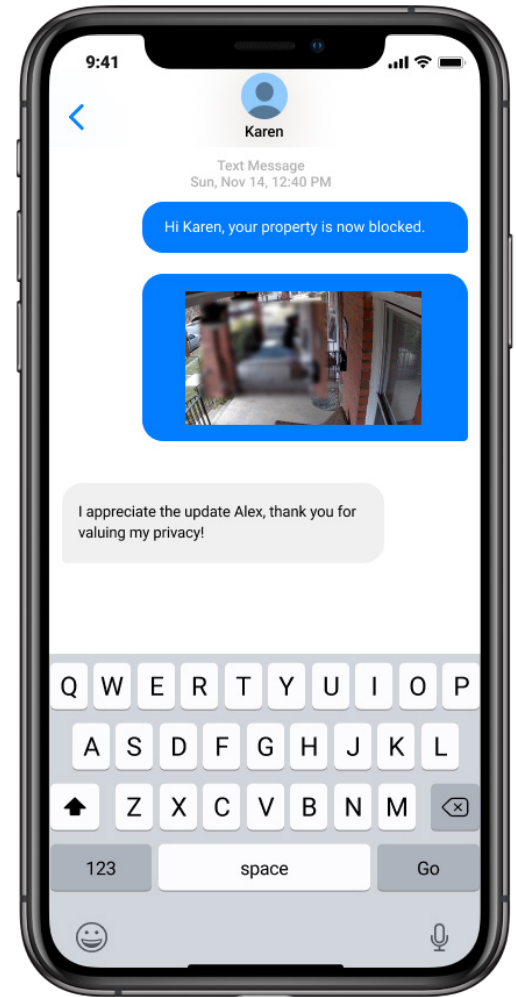 9:41
Karen
Text Message
Sun, Nov 14, 12:40 PM
Hi Karen, your property is now blocked.
I appreciate the update Alex, thank you for
valuing my privacy!
Q W E R T Y U I O P
A S D F G H J K L
Z X C V B N M
123 space Go